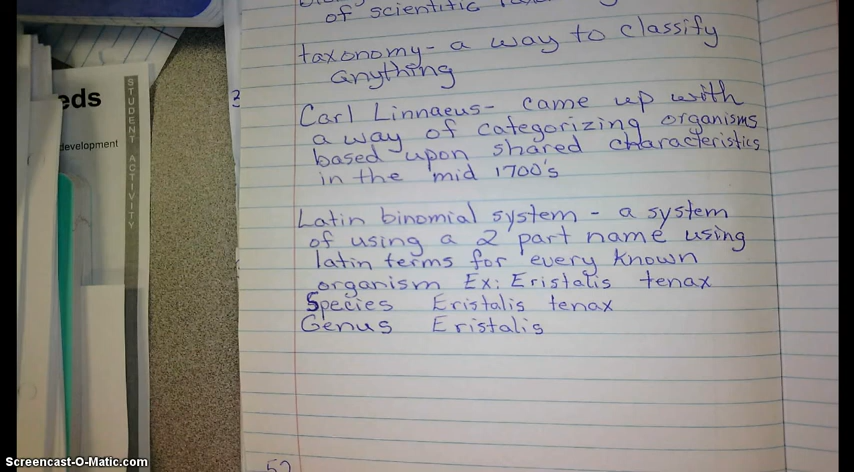 of scientific
taxonomy - a way to classify
anything
Carl Linnaeus - came up with
a way of categorizing organisms
based upon shared characteristics
in the mid 1700's
Latin binomial system - a system
of using a 2 part name using
latin terms for every known
organism Ex: Eristalis tenax
Species Eristalis tenax
Genus Eristalis
eds
development
STUDENT ACTIVITY
3
52
Screencast-O-Matic.com